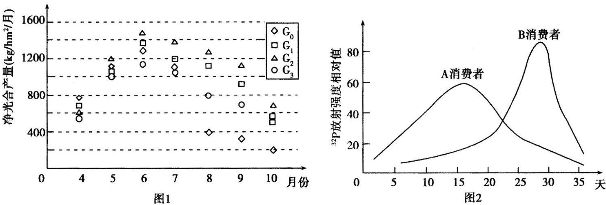 净光合产量(kg/hm²/月)
1600
1200
1000
800
400
0
4
5
6
7
8
9
10
月份
◇ G₀
□ G₁
△ G₂
○ G₃
图1
³²P放射强度相对值
80
60
40
20
0
5
10
15
20
25
30
35
天
A消费者
B消费者
图2